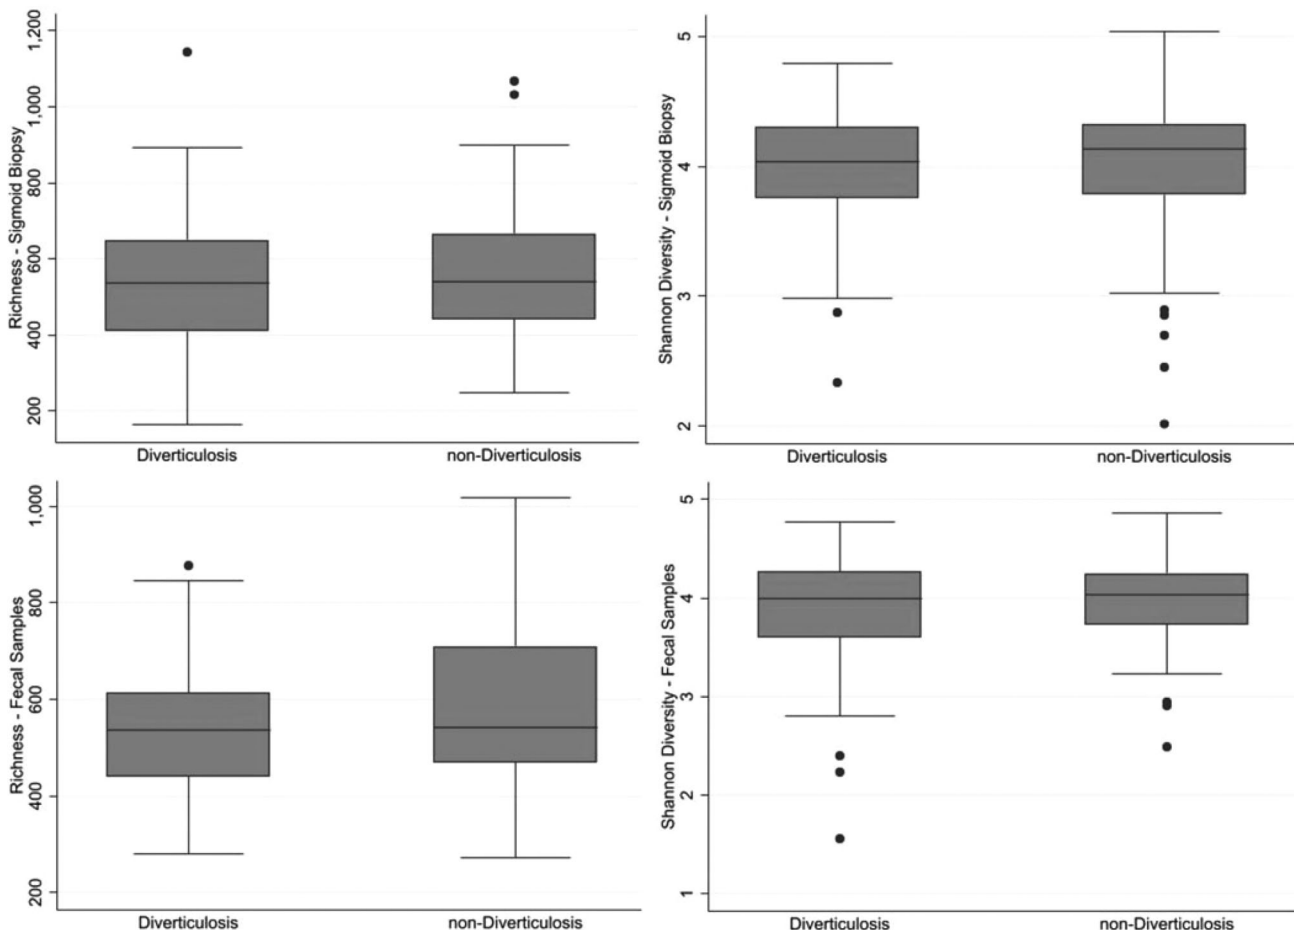 Richness - Sigmoid Biopsy
1,200
1,000
800
600
400
200
Diverticulosis
non-Diverticulosis
Shannon Diversity - Sigmoid Biopsy
5
4
3
2
Diverticulosis
non-Diverticulosis
Richness - Fecal Samples
1,000
800
600
400
200
Diverticulosis
non-Diverticulosis
Shannon Diversity - Fecal Samples
5
4
3
2
1
Diverticulosis
non-Diverticulosis